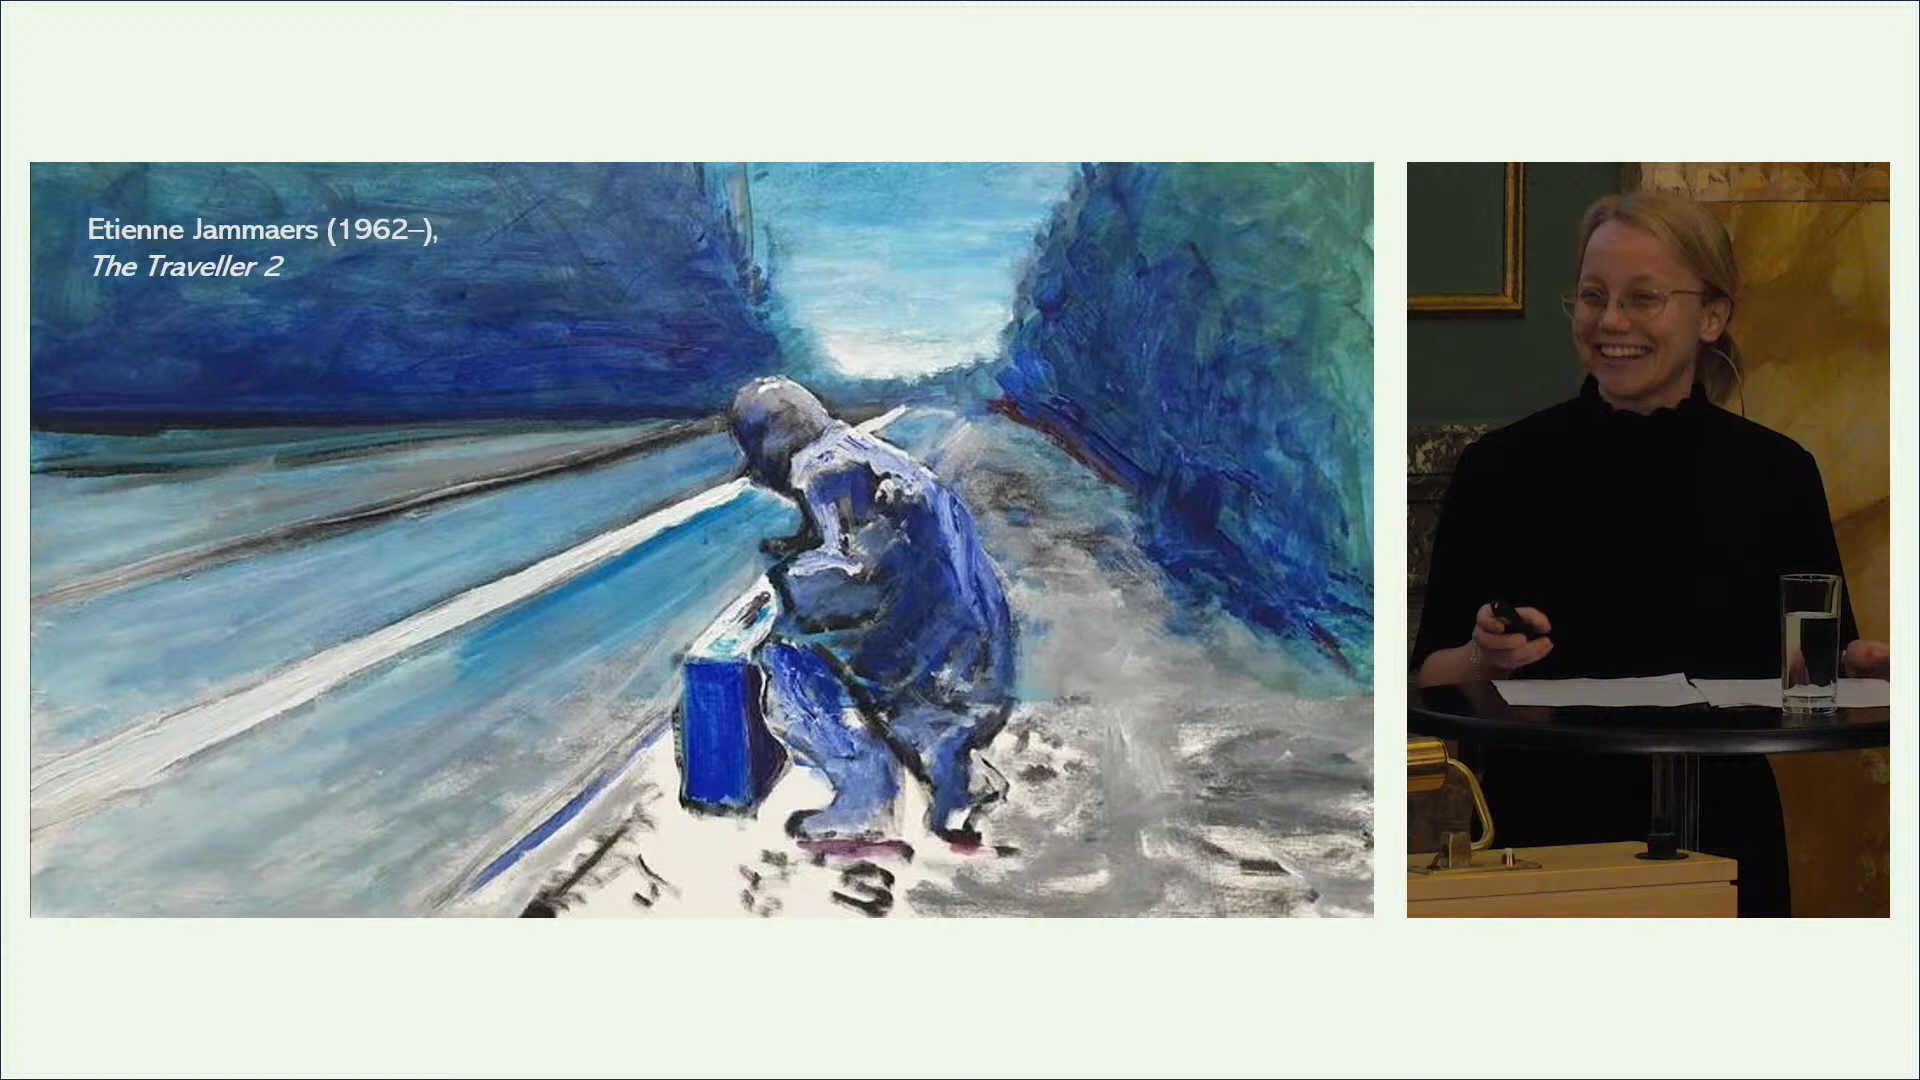 Etienne Jammaers (1962–),
The Traveller 2